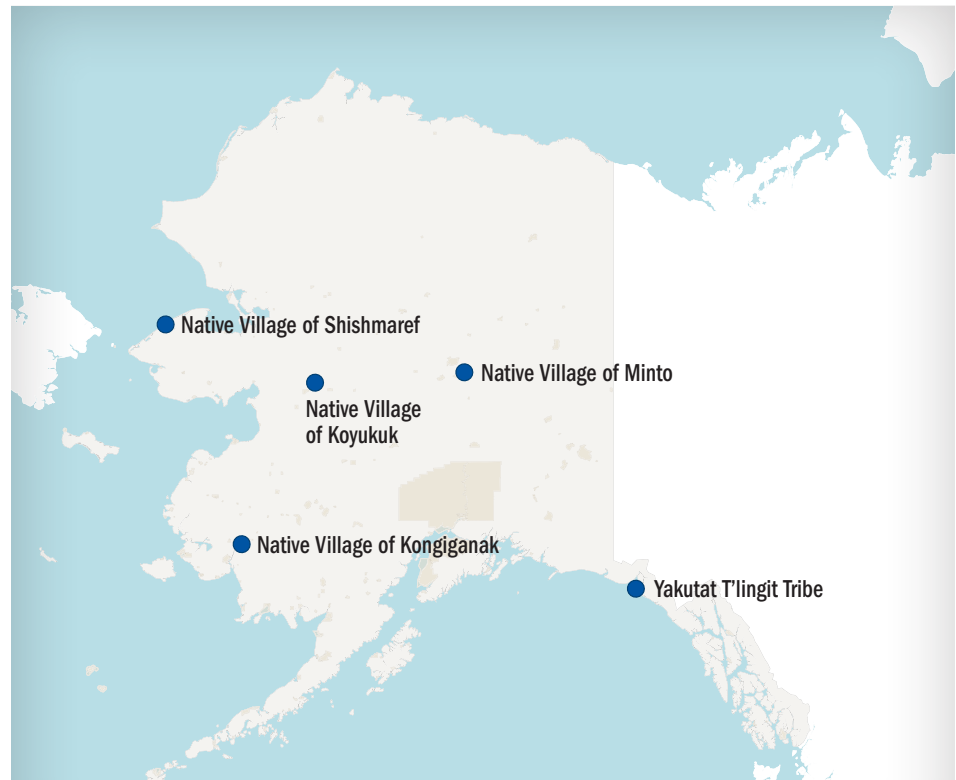 Native Village of Shishmaref
Native Village of Minto
Native Village
of Koyukuk
Native Village of Kongiganak
Yakutat T’lingit Tribe